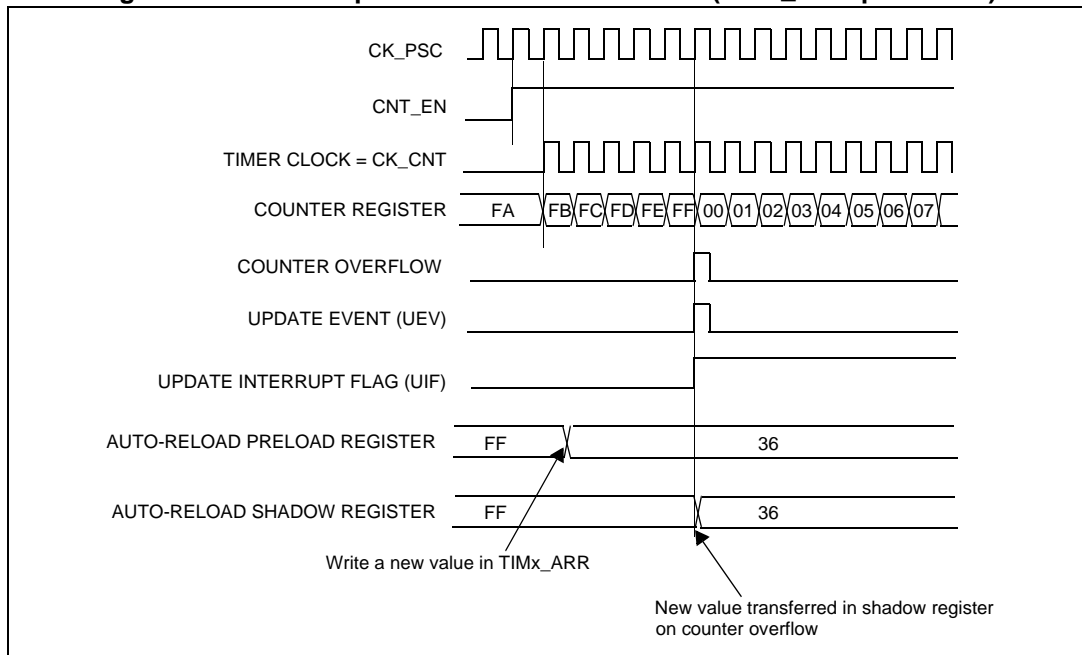 CK_PSC
CNT_EN
TIMER CLOCK = CK_CNT
COUNTER REGISTER FA FB FC FD FE FF 00 01 02 03 04 05 06 07
COUNTER OVERFLOW
UPDATE EVENT (UEV)
UPDATE INTERRUPT FLAG (UIF)
AUTO-RELOAD PRELOAD REGISTER FF 36
AUTO-RELOAD SHADOW REGISTER FF 36
Write a new value in TIMx_ARR
New value transferred in shadow register
on counter overflow